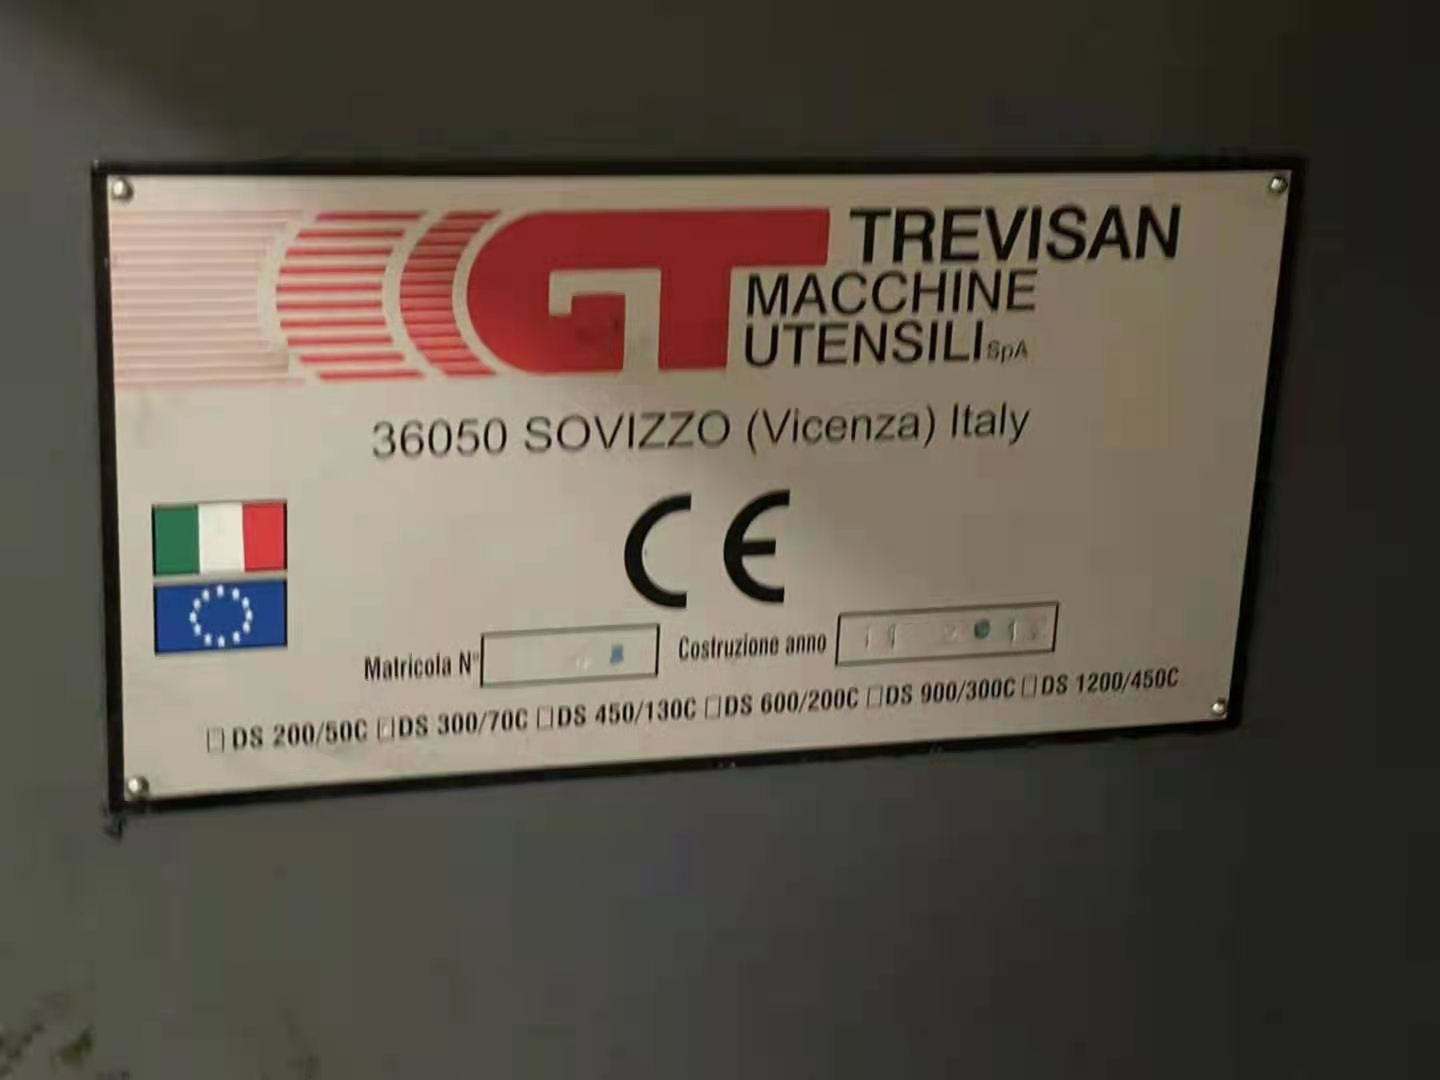 GT TREVISAN
MACCHINE
UTENSILI SpA
36050 SOVIZZO (Vicenza) Italy
CE
Matricola N° Costruzione anno
DS 200/50C DS 300/70C DS 450/130C DS 600/200C DS 900/300C DS 1200/450C